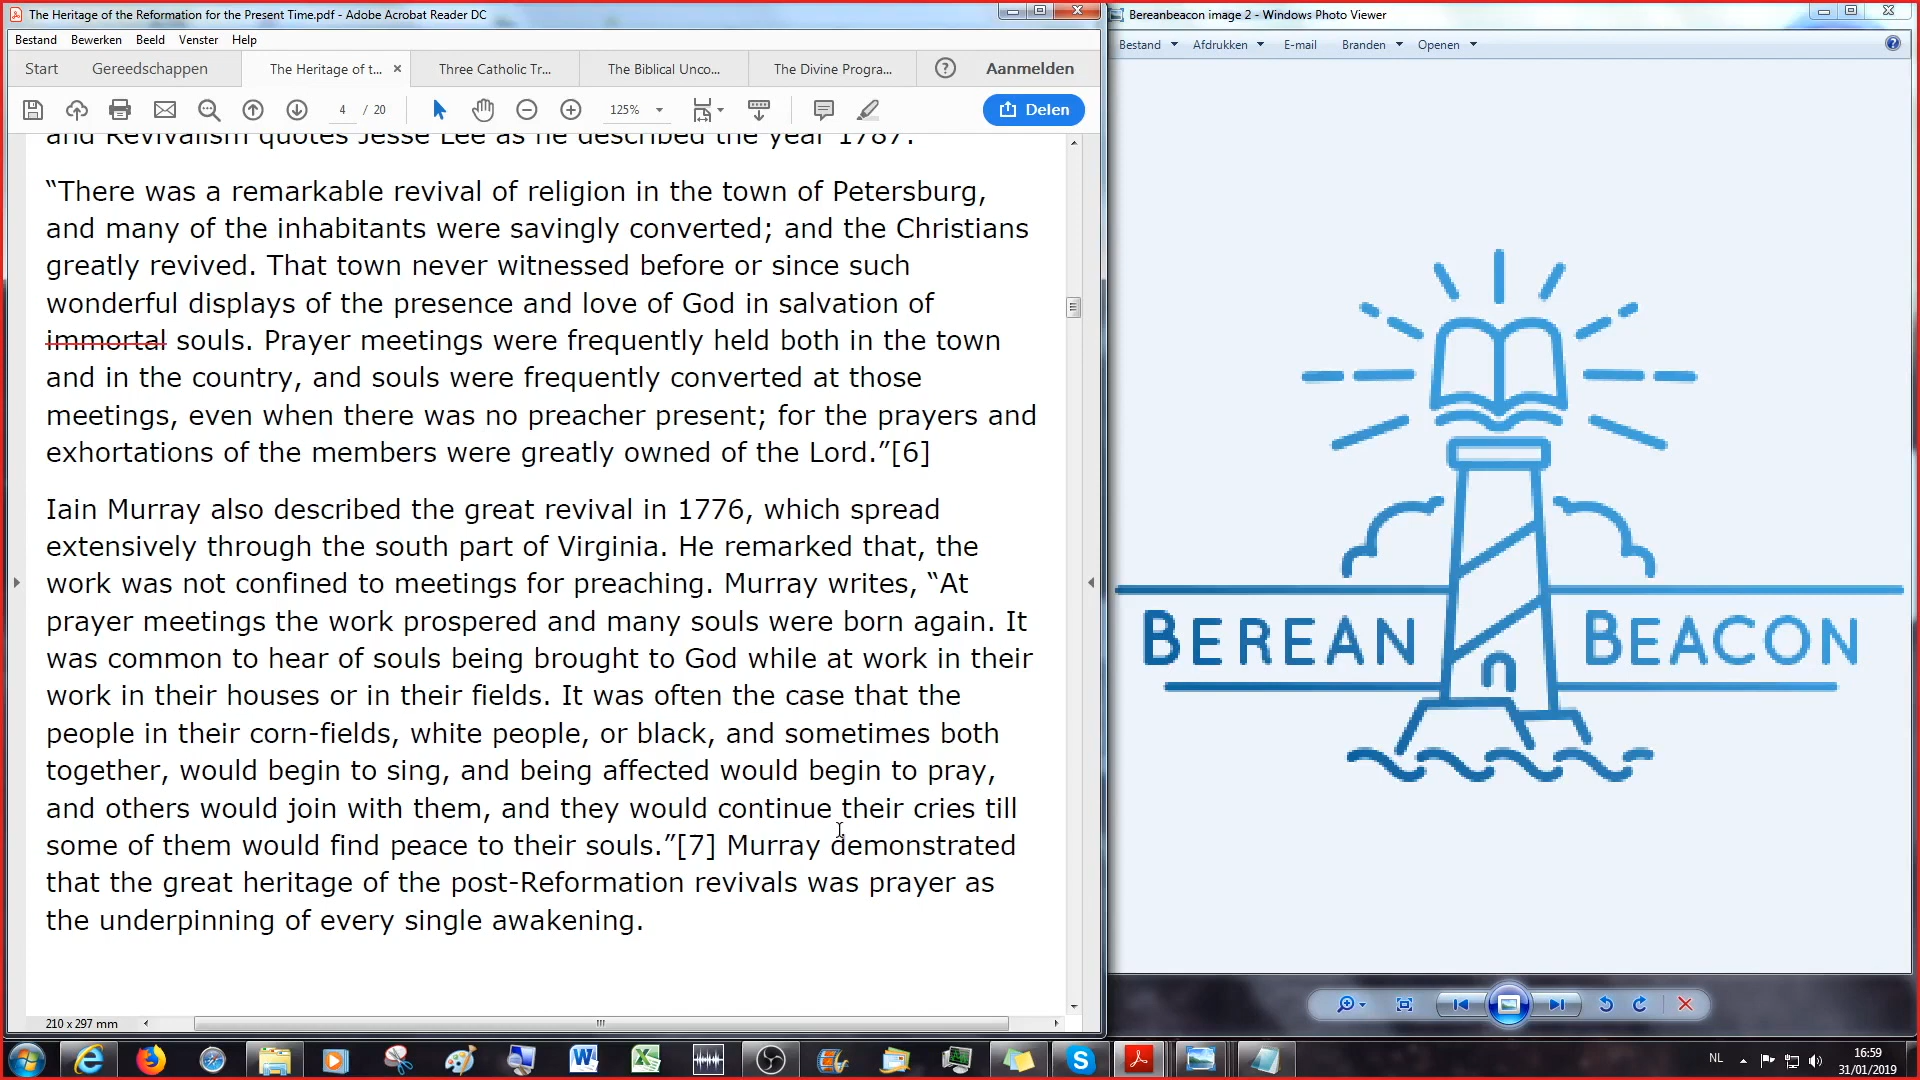 The Heritage of the Reformation for the Present Time.pdf - Adobe Acrobat Reader DC
Bestand Bewerken Beeld Venster Help
Start Gereedschappen The Heritage of t... Three Catholic Tr... The Biblical Unco... The Divine Progra... Aanmelden
4 / 20 125% Delen
and Revivalism quotes Jesse Lee as he described the year 1787.
“There was a remarkable revival of religion in the town of Petersburg,
and many of the inhabitants were savingly converted; and the Christians
greatly revived. That town never witnessed before or since such
wonderful displays of the presence and love of God in salvation of
immortal souls. Prayer meetings were frequently held both in the town
and in the country, and souls were frequently converted at those
meetings, even when there was no preacher present; for the prayers and
exhortations of the members were greatly owned of the Lord.”[6]
Iain Murray also described the great revival in 1776, which spread
extensively through the south part of Virginia. He remarked that, the
work was not confined to meetings for preaching. Murray writes, “At
prayer meetings the work prospered and many souls were born again. It
was common to hear of souls being brought to God while at work in their
work in their houses or in their fields. It was often the case that the
people in their corn-fields, white people, or black, and sometimes both
together, would begin to sing, and being affected would begin to pray,
and others would join with them, and they would continue their cries till
some of them would find peace to their souls.”[7] Murray demonstrated
that the great heritage of the post-Reformation revivals was prayer as
the underpinning of every single awakening.
210 x 297 mm
Bereanbeacon image 2 - Windows Photo Viewer
Bestand Afdrukken E-mail Branden Openen
BEREAN BEACON
NL
16:59
31/01/2019